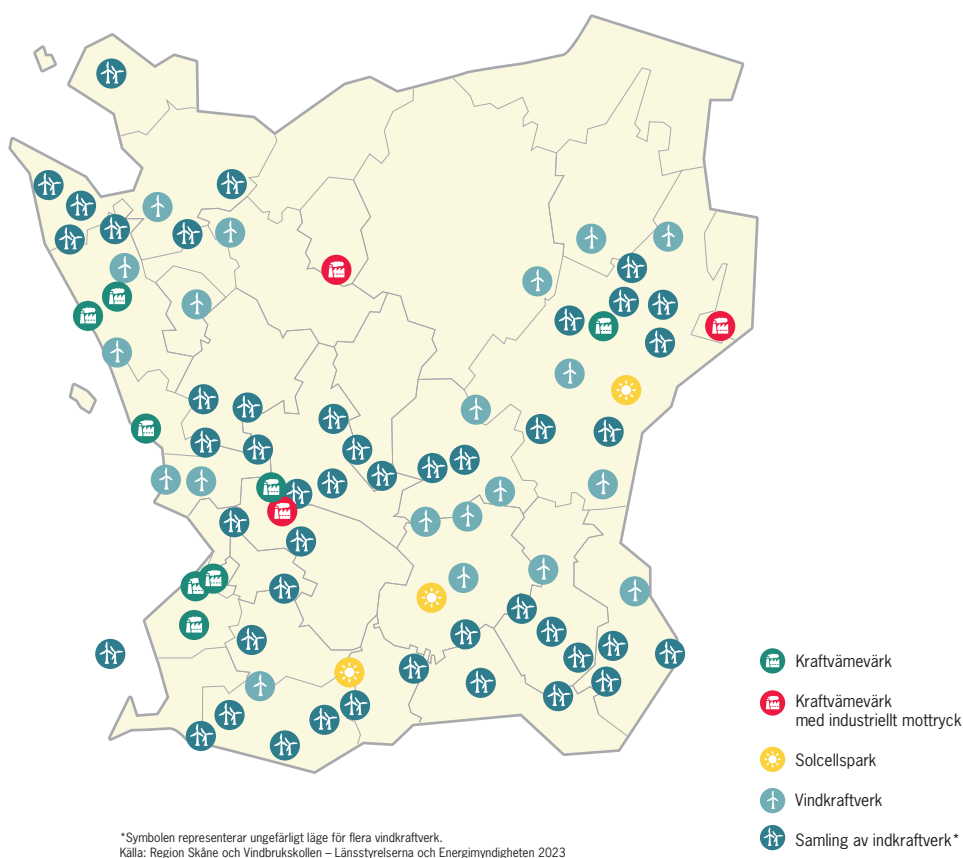 Kraftvämevärk
Kraftvämevärk
med industriellt mottryck
Solcellspark
Vindkraftverk
Samling av indkraftverk*
*Symbolen representerar ungefärligt läge för flera vindkraftverk.
Källa: Region Skåne och Vindbrukskollen – Länsstyrelserna och Energimyndigheten 2023